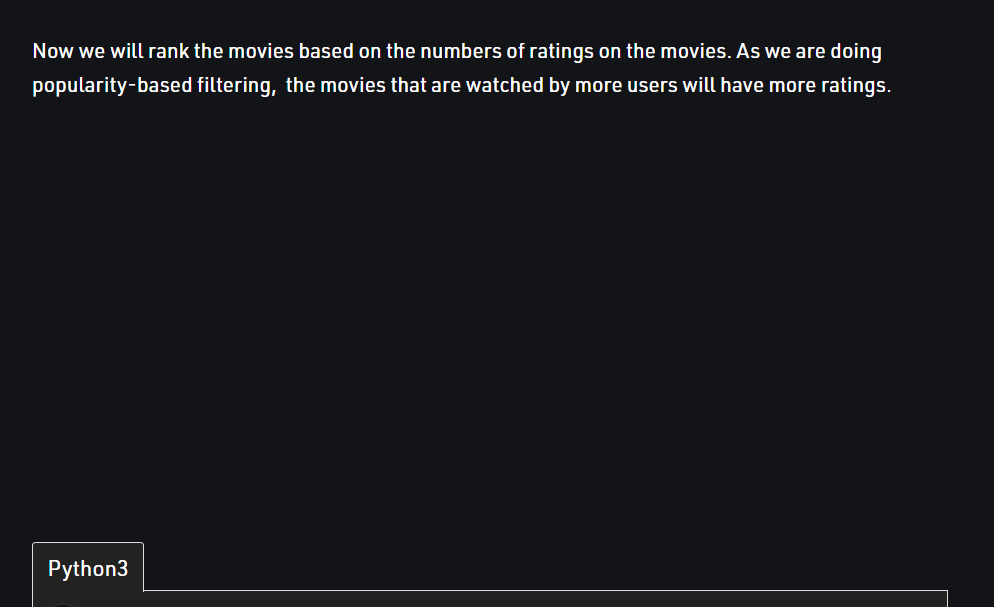 Now we will rank the movies based on the numbers of ratings on the movies. As we are doing
popularity-based filtering,  the movies that are watched by more users will have more ratings.
Python3